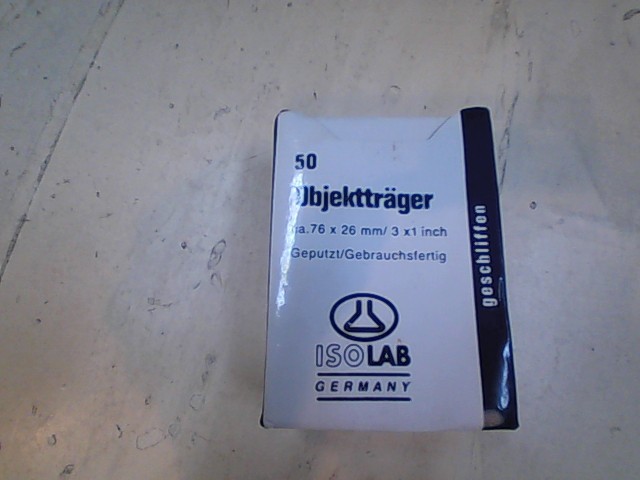 50
Objektträger
ca.76 x 26 mm/ 3 x1 inch
Geputzt/Gebrauchsfertig
ISOLAB
GERMANY
geschliffen